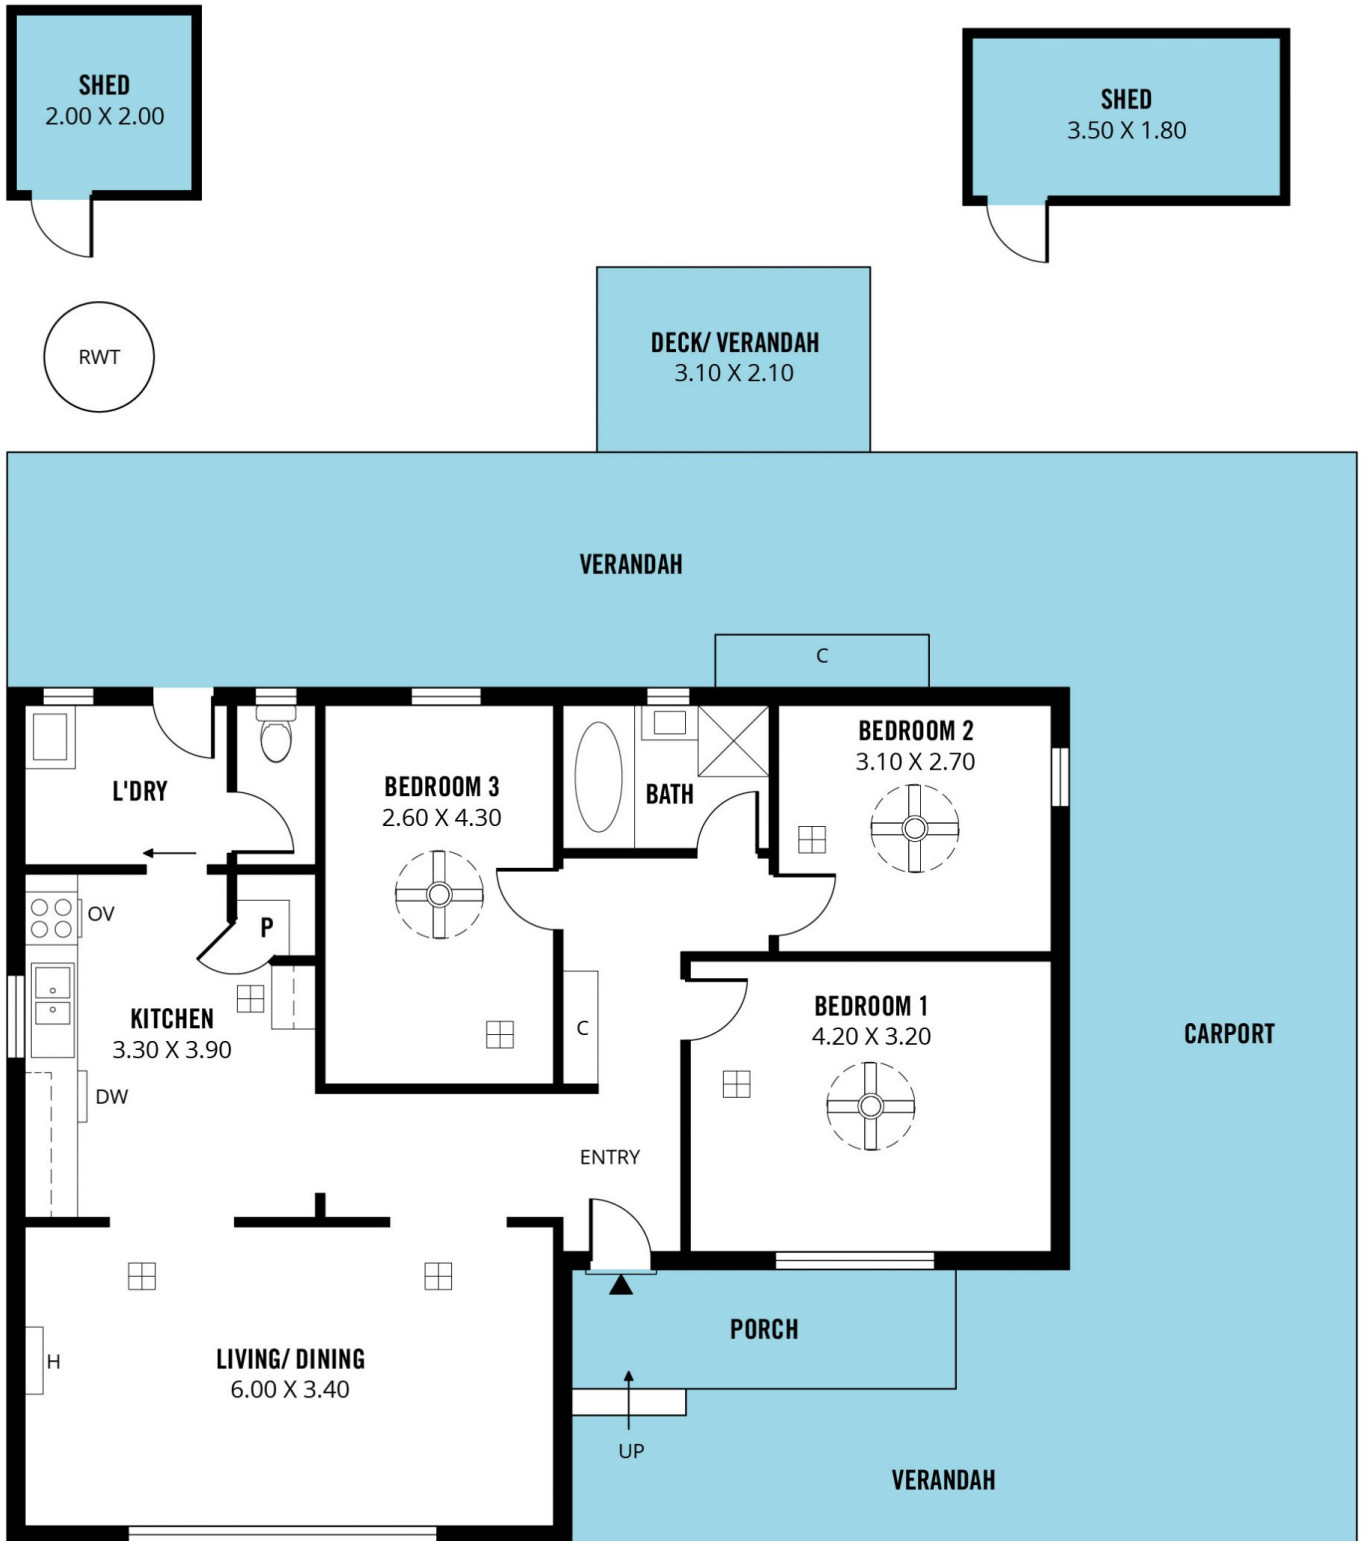 SHED
2.00 X 2.00
SHED
3.50 X 1.80
RWT
DECK/ VERANDAH
3.10 X 2.10
VERANDAH
C
L'DRY
BEDROOM 3
2.60 X 4.30
BATH
BEDROOM 2
3.10 X 2.70
OV
P
KITCHEN
3.30 X 3.90
DW
C
BEDROOM 1
4.20 X 3.20
CARPORT
ENTRY
H
LIVING/ DINING
6.00 X 3.40
PORCH
UP
VERANDAH